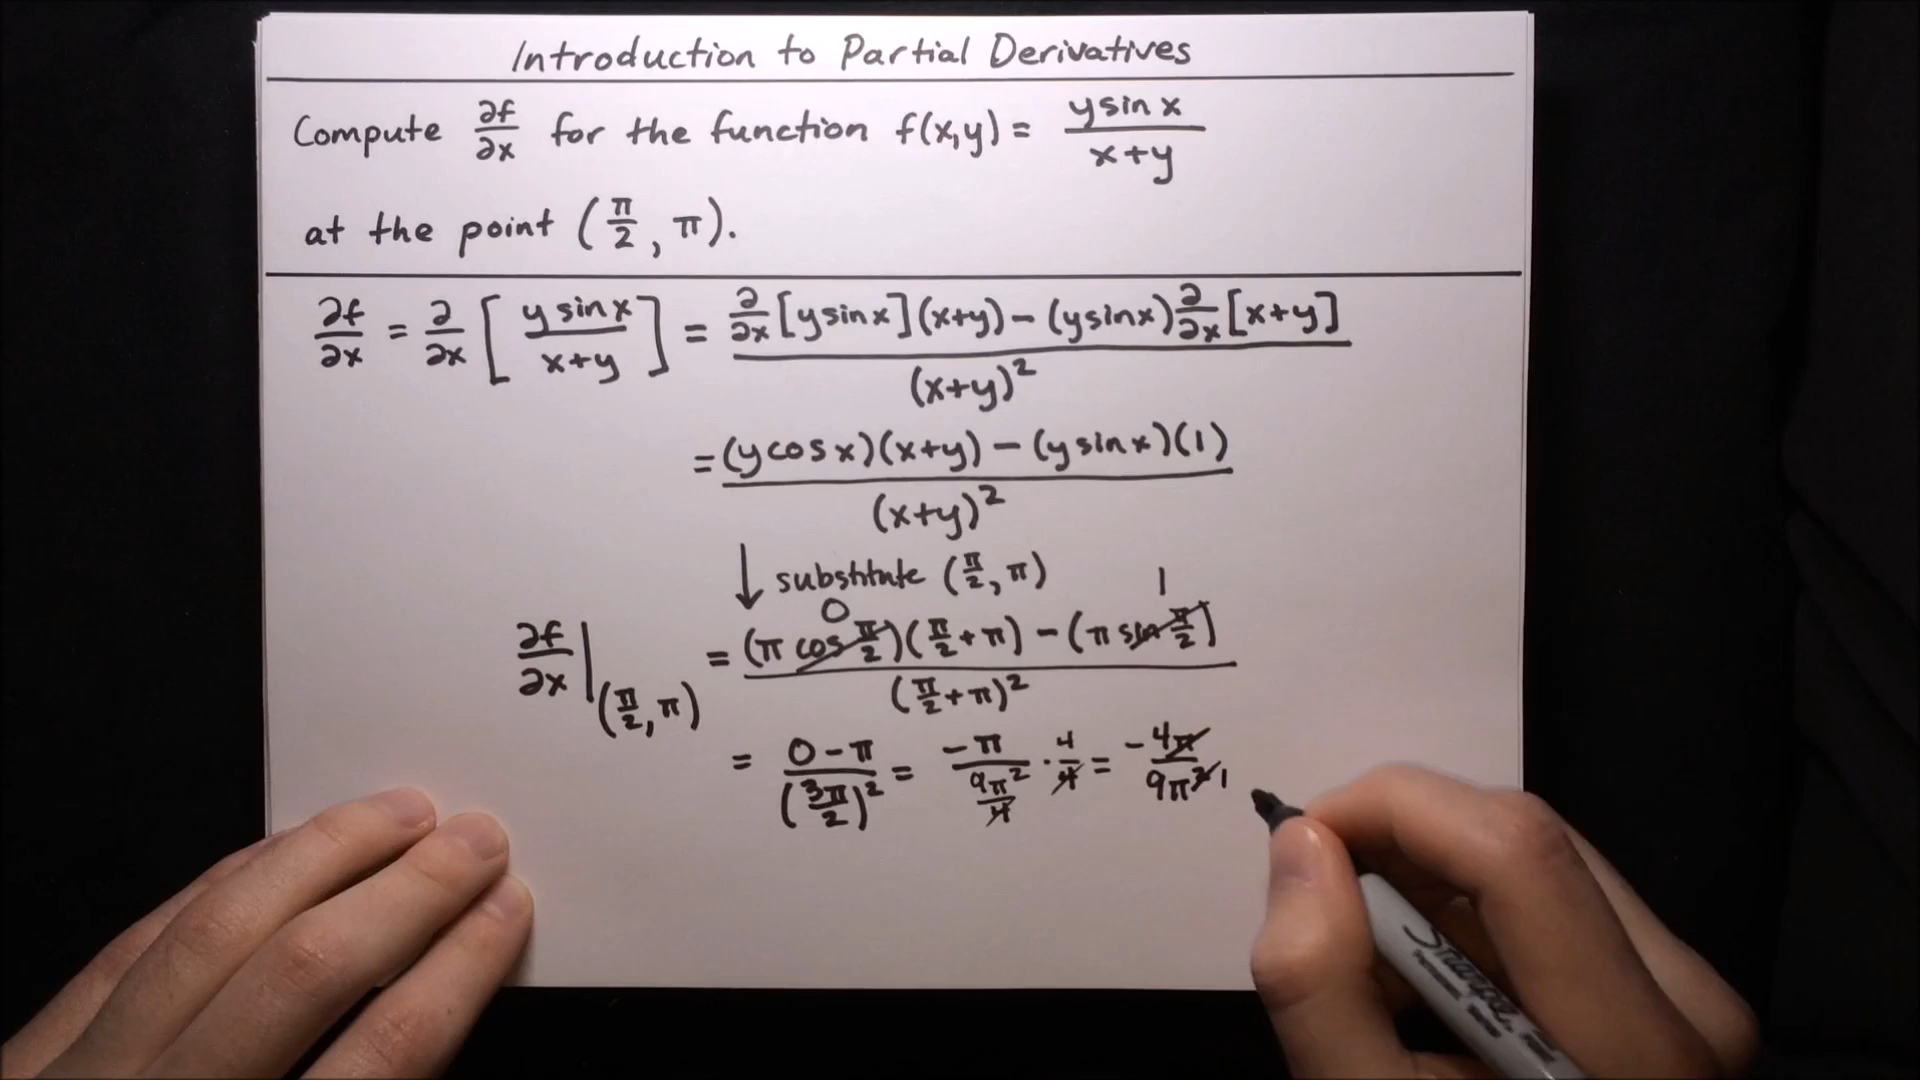 Introduction to Partial Derivatives
Compute ∂f/∂x for the function f(x,y) = y sin x / x+y
at the point (π/2, π).
∂f/∂x = ∂/∂x [ y sin x / x+y ] = ∂/∂x [y sin x](x+y) − (y sin x) ∂/∂x [x+y] / (x+y)²
= (y cos x)(x+y) − (y sin x)(1) / (x+y)²
↓ substitute (π/2, π)
0 1
∂f/∂x |(π/2, π) = (π cos π/2)(π/2 + π) − (π sin π/2) / (π/2 + π)²
= 0 − π / (3π/2)² = −π / 9π²/4 · 4/4 = −4π / 9π² 1
Sharpie